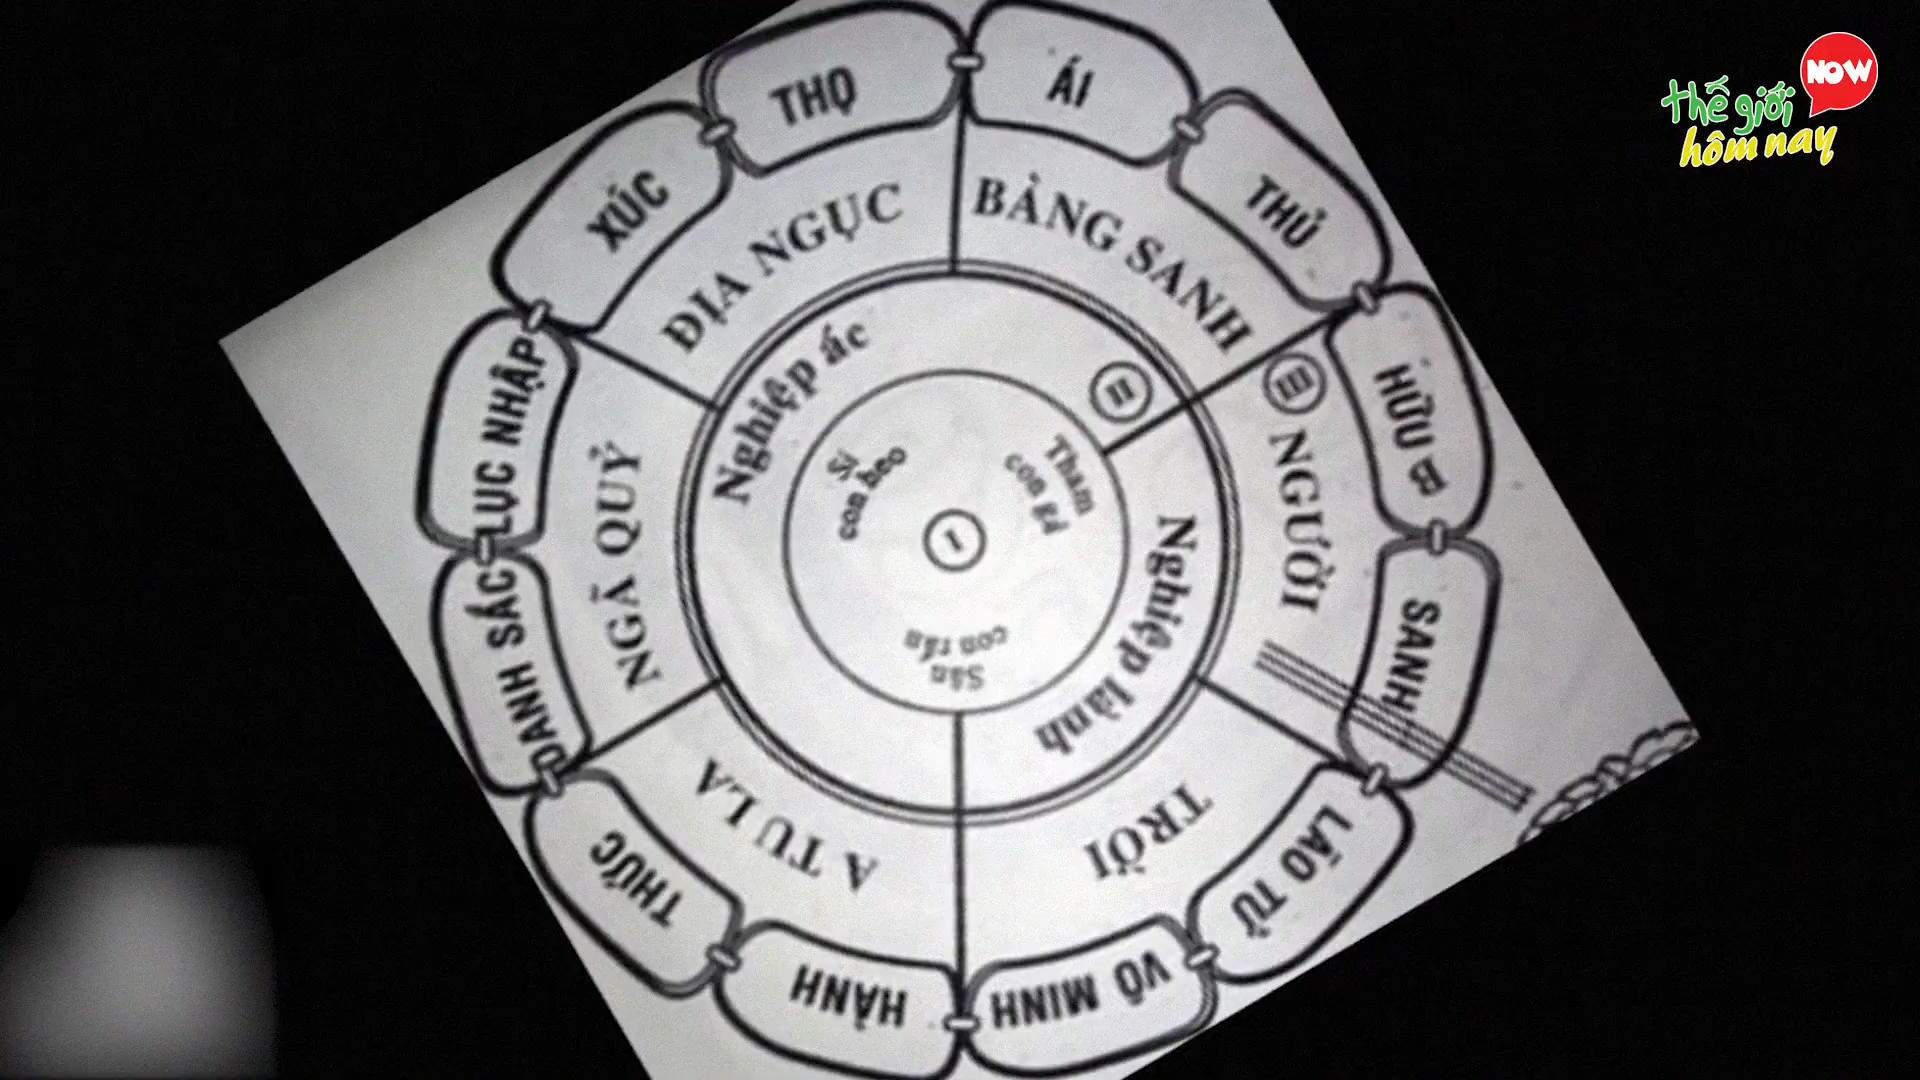 THỌ
ÁI
THỦ
HỮU
SANH
LÃO TỬ
VÔ MINH
HÀNH
THỨC
DANH SẮC
LỤC NHẬP
XÚC
ĐỊA NGỤC
BÀNG SANH
III NGƯỜI
TRỜI
A TU LA
NGÃ QUỶ
Nghiệp ác
II
Nghiệp lành
Si
con heo
Tham
con gà
Sân
con rắn
I
thế giới
hôm nay
NOW